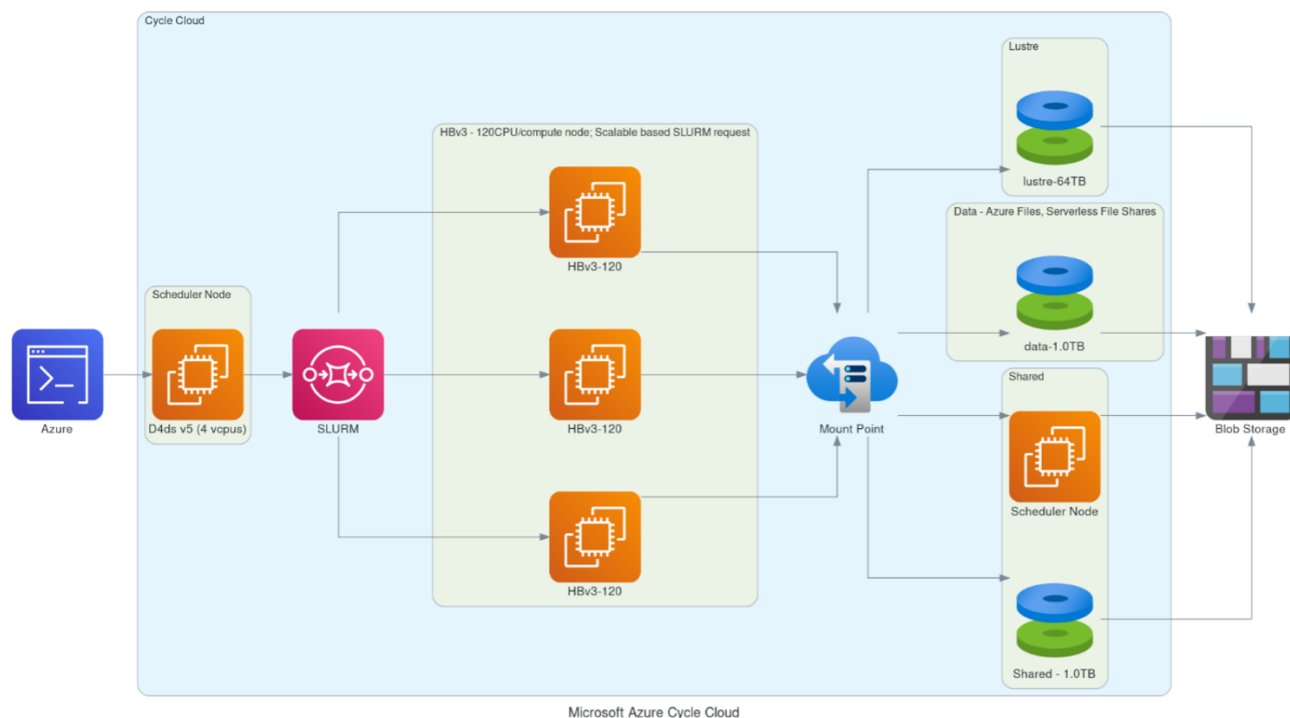 Cycle Cloud
Lustre
lustre-64TB
HBv3 - 120CPU/compute node; Scalable based SLURM request
HBv3-120
Data - Azure Files, Serverless File Shares
data-1.0TB
Scheduler Node
D4ds v5 (4 vcpus)
Azure
SLURM
HBv3-120
Mount Point
Shared
Scheduler Node
Blob Storage
HBv3-120
Shared - 1.0TB
Microsoft Azure Cycle Cloud